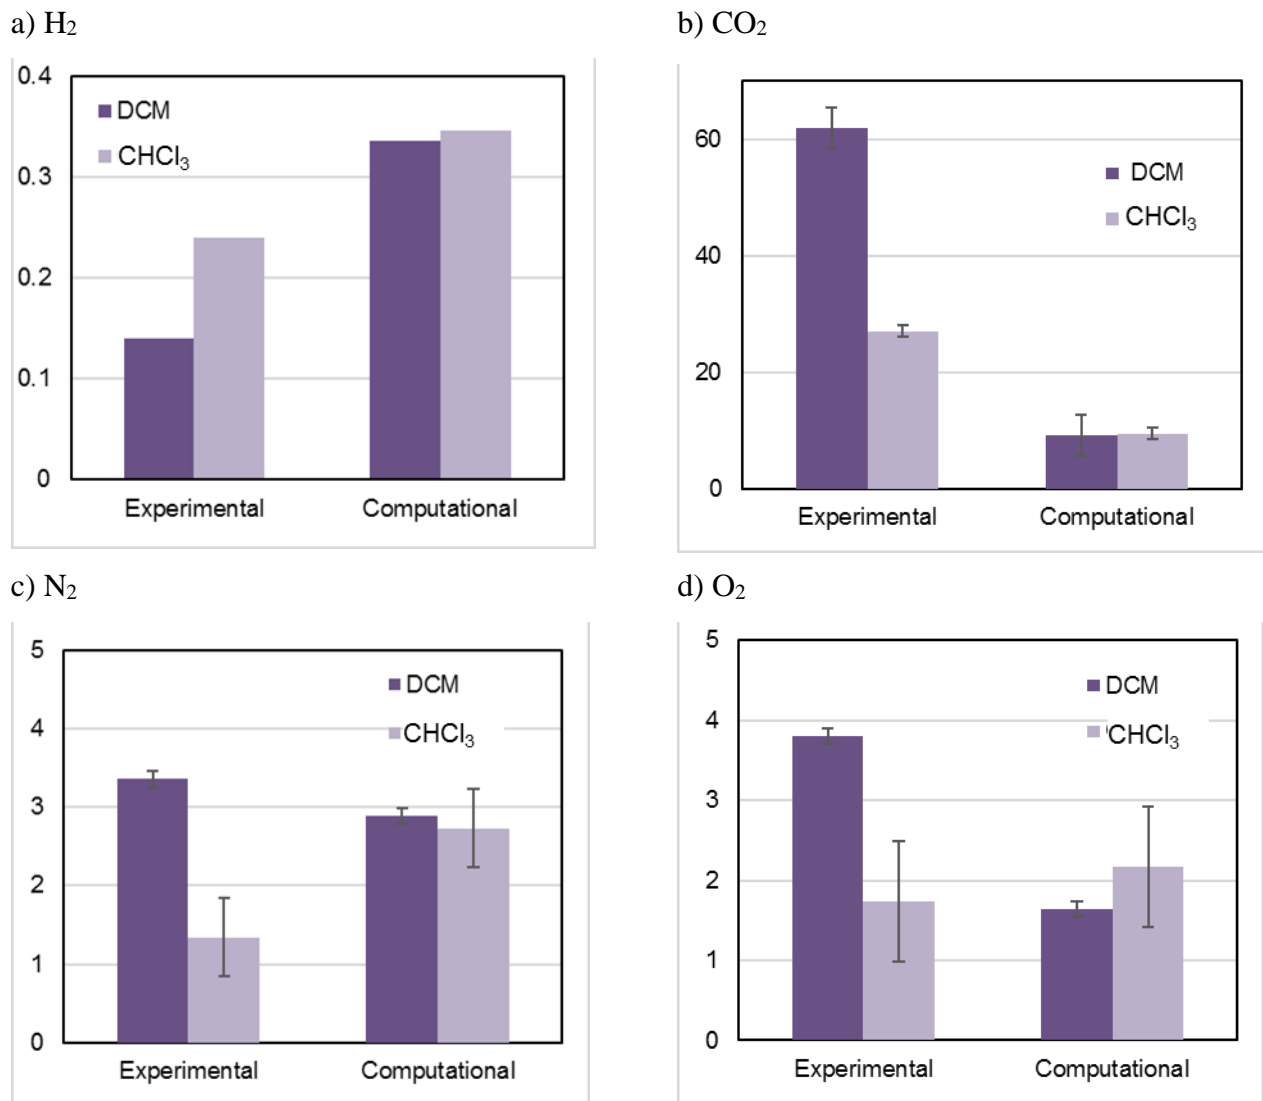 a) H₂
0.4
DCM
CHCl₃
0.3
0.2
0.1
0
Experimental Computational
b) CO₂
60
DCM
CHCl₃
40
20
0
Experimental Computational
c) N₂
5
DCM
4
CHCl₃
3
2
1
0
Experimental Computational
d) O₂
5
DCM
4
CHCl₃
3
2
1
0
Experimental Computational